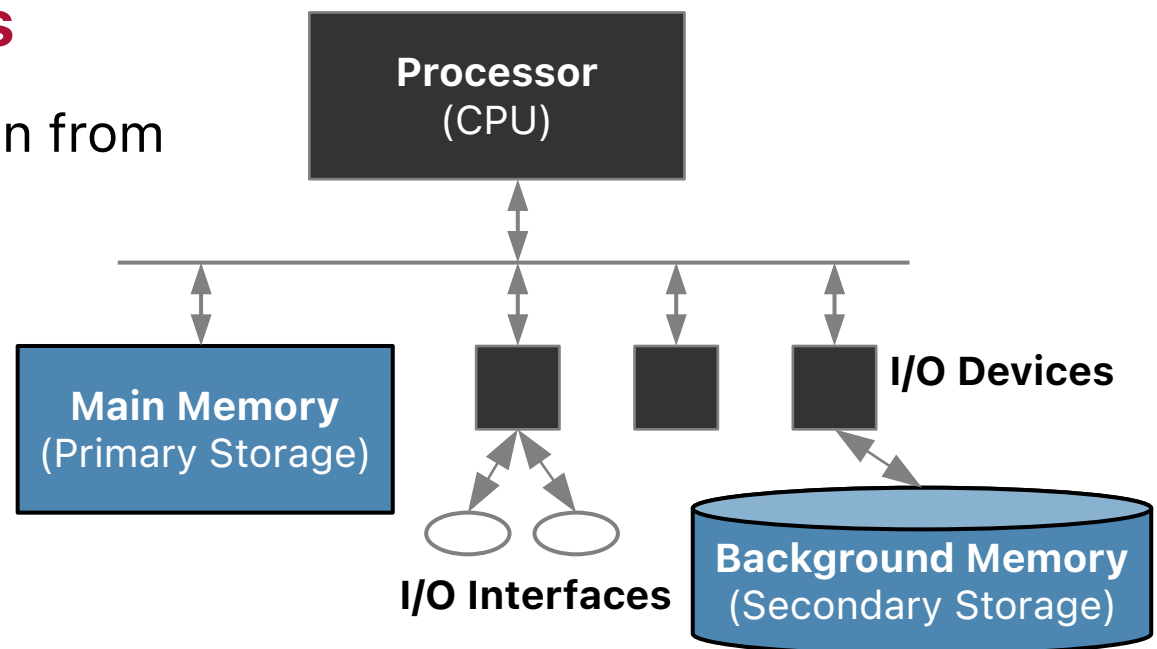 s
n from
Processor
(CPU)
I/O Devices
Main Memory
(Primary Storage)
I/O Interfaces
Background Memory
(Secondary Storage)